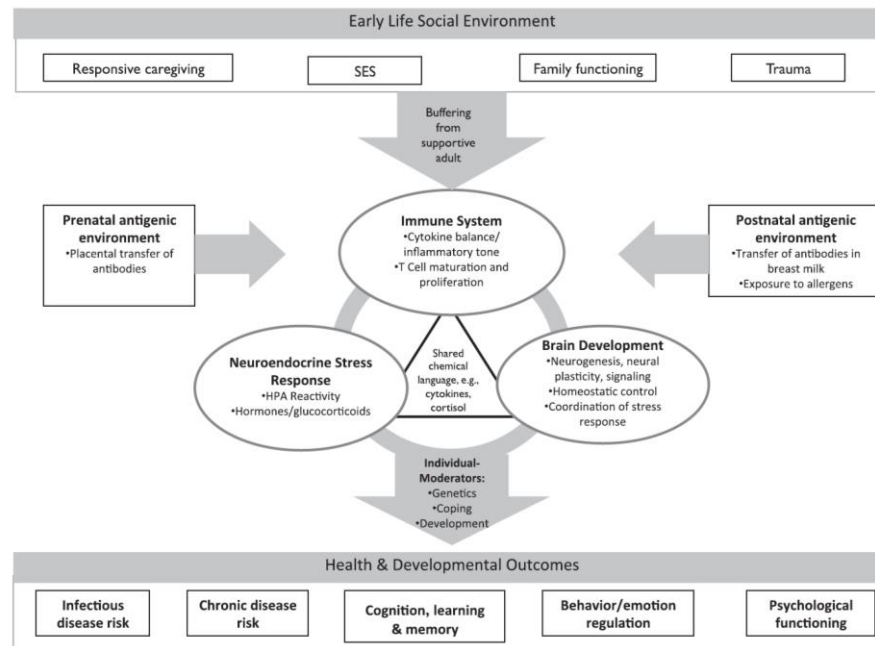 Early Life Social Environment
Responsive caregiving
SES
Family functioning
Trauma
Buffering
from
supportive
adult
Prenatal antigenic
environment
•Placental transfer of
antibodies
Immune System
•Cytokine balance/
inflammatory tone
•T Cell maturation and
proliferation
Postnatal antigenic
environment
•Transfer of antibodies in
breast milk
•Exposure to allergens
Neuroendocrine Stress
Response
•HPA Reactivity
•Hormones/glucocorticoids
Shared
chemical
language, e.g.,
cytokines,
cortisol
Brain Development
•Neurogenesis, neural
plasticity, signaling
•Homeostatic control
•Coordination of stress
response
Individual-
Moderators:
•Genetics
•Coping
•Development
Health & Developmental Outcomes
Infectious
disease risk
Chronic disease
risk
Cognition, learning
& memory
Behavior/emotion
regulation
Psychological
functioning